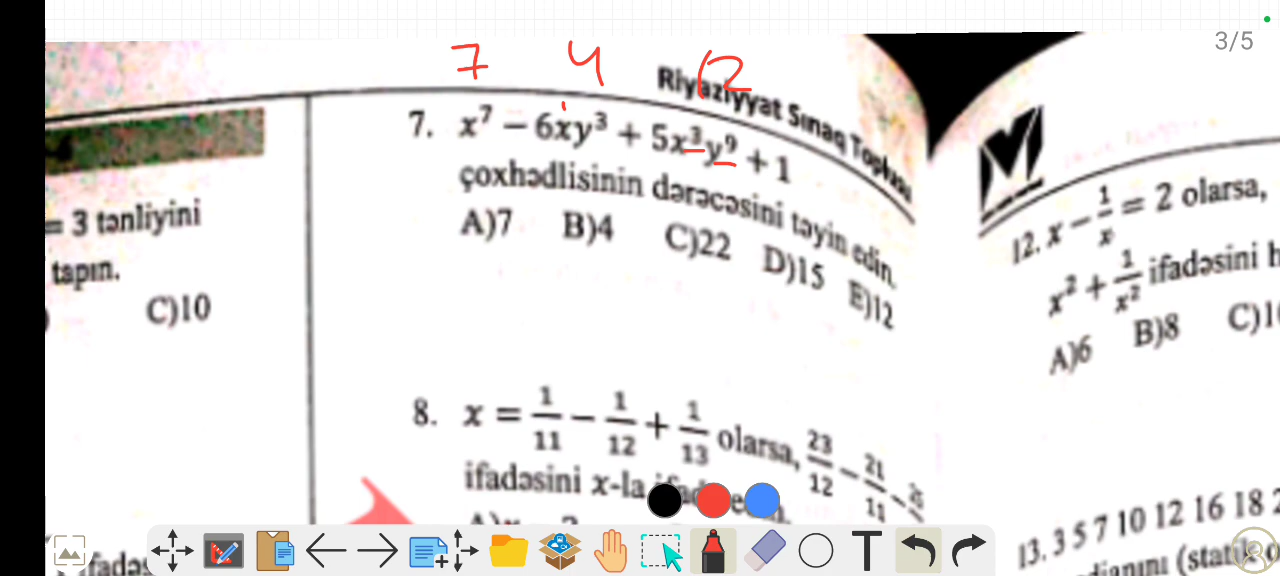 3/5
7 4 12
Riyaziyyat Sınaq Toplusu
= 3 tənliyini
tapın.
C)10
7. x⁷ − 6xy³ + 5x³y⁹ + 1
çoxhədlisinin dərəcəsini təyin edin.
A)7 B)4 C)22 D)15 E)12
8. x = 1/11 − 1/12 + 1/13 olarsa, 23/12 − 21/11 −
ifadəsini x-la
12. x − 1/x = 2 olarsa,
x² + 1/x² ifadəsini
A)6 B)8
13. 3 5 7 10 12 16 18
T